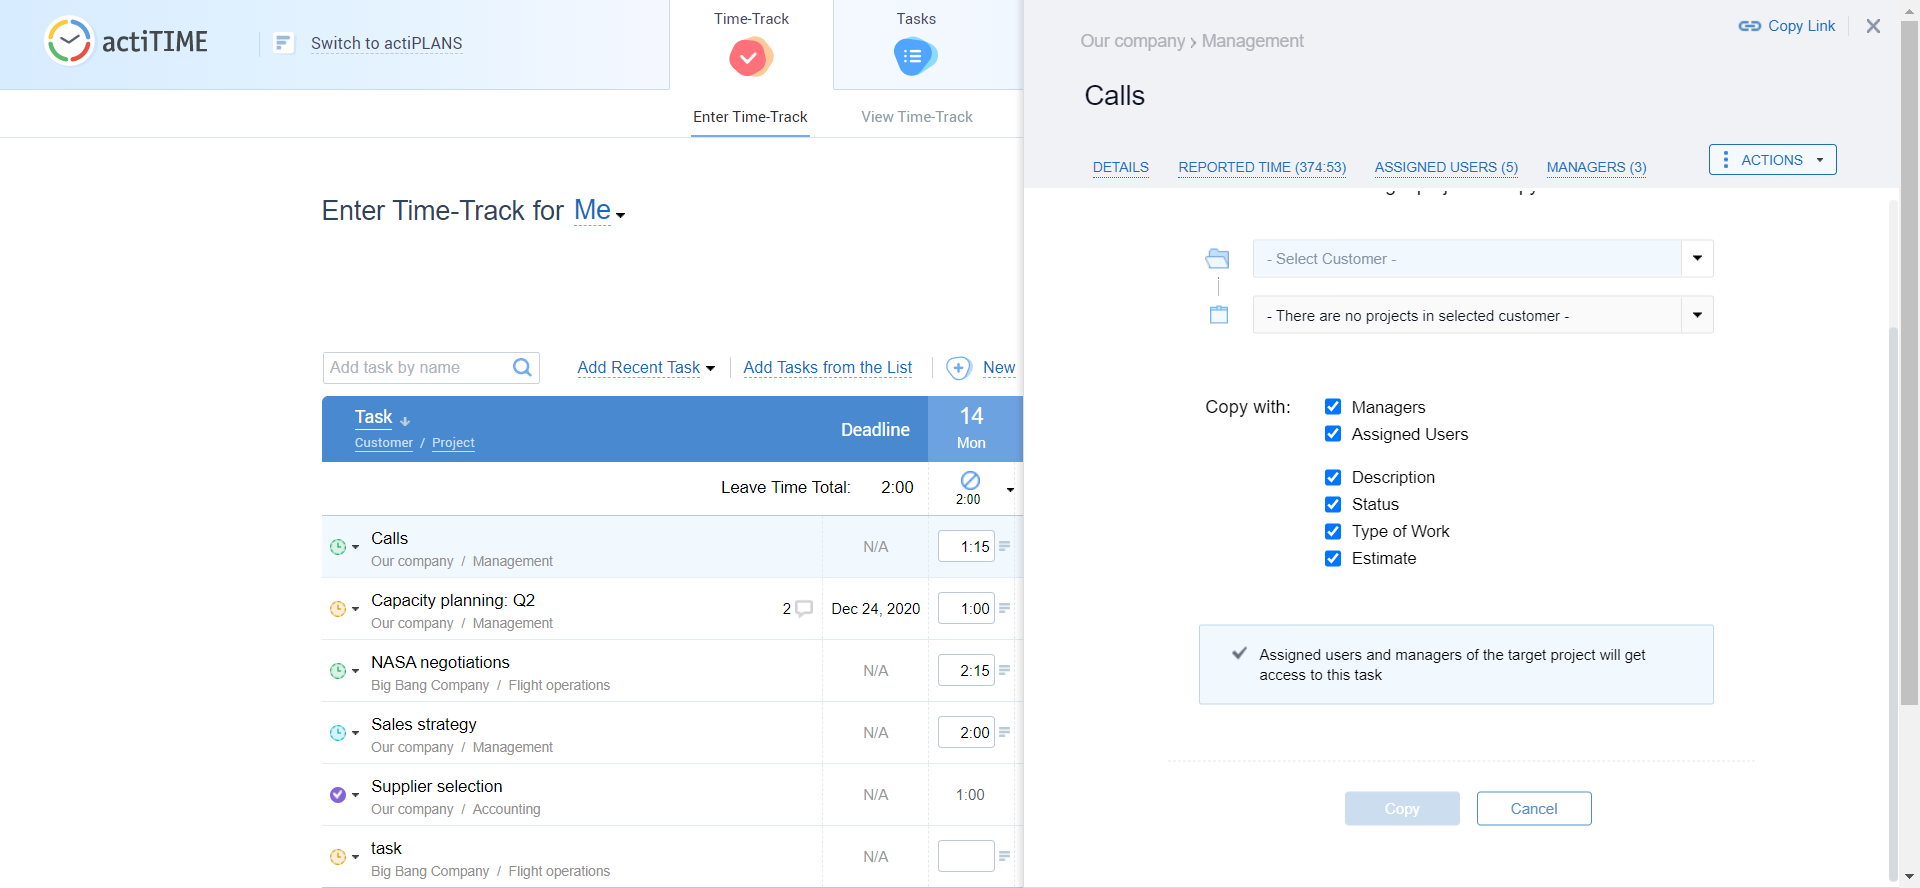 actiTIME
Switch to actiPLANS
Time-Track
Tasks
Enter Time-Track
View Time-Track
Enter Time-Track for Me
Add task by name
Add Recent Task
Add Tasks from the List
New
Task
Customer / Project
Deadline
14
Mon
Leave Time Total: 2:00
2:00
Calls
Our company / Management
N/A
1:15
Capacity planning: Q2
Our company / Management
2
Dec 24, 2020
1:00
NASA negotiations
Big Bang Company / Flight operations
N/A
2:15
Sales strategy
Our company / Management
N/A
2:00
Supplier selection
Our company / Accounting
N/A
1:00
task
Big Bang Company / Flight operations
N/A
Copy Link
Our company › Management
Calls
DETAILS
REPORTED TIME (374:53)
ASSIGNED USERS (5)
MANAGERS (3)
ACTIONS
- Select Customer -
- There are no projects in selected customer -
Copy with:
Managers
Assigned Users
Description
Status
Type of Work
Estimate
Assigned users and managers of the target project will get
access to this task
Copy
Cancel